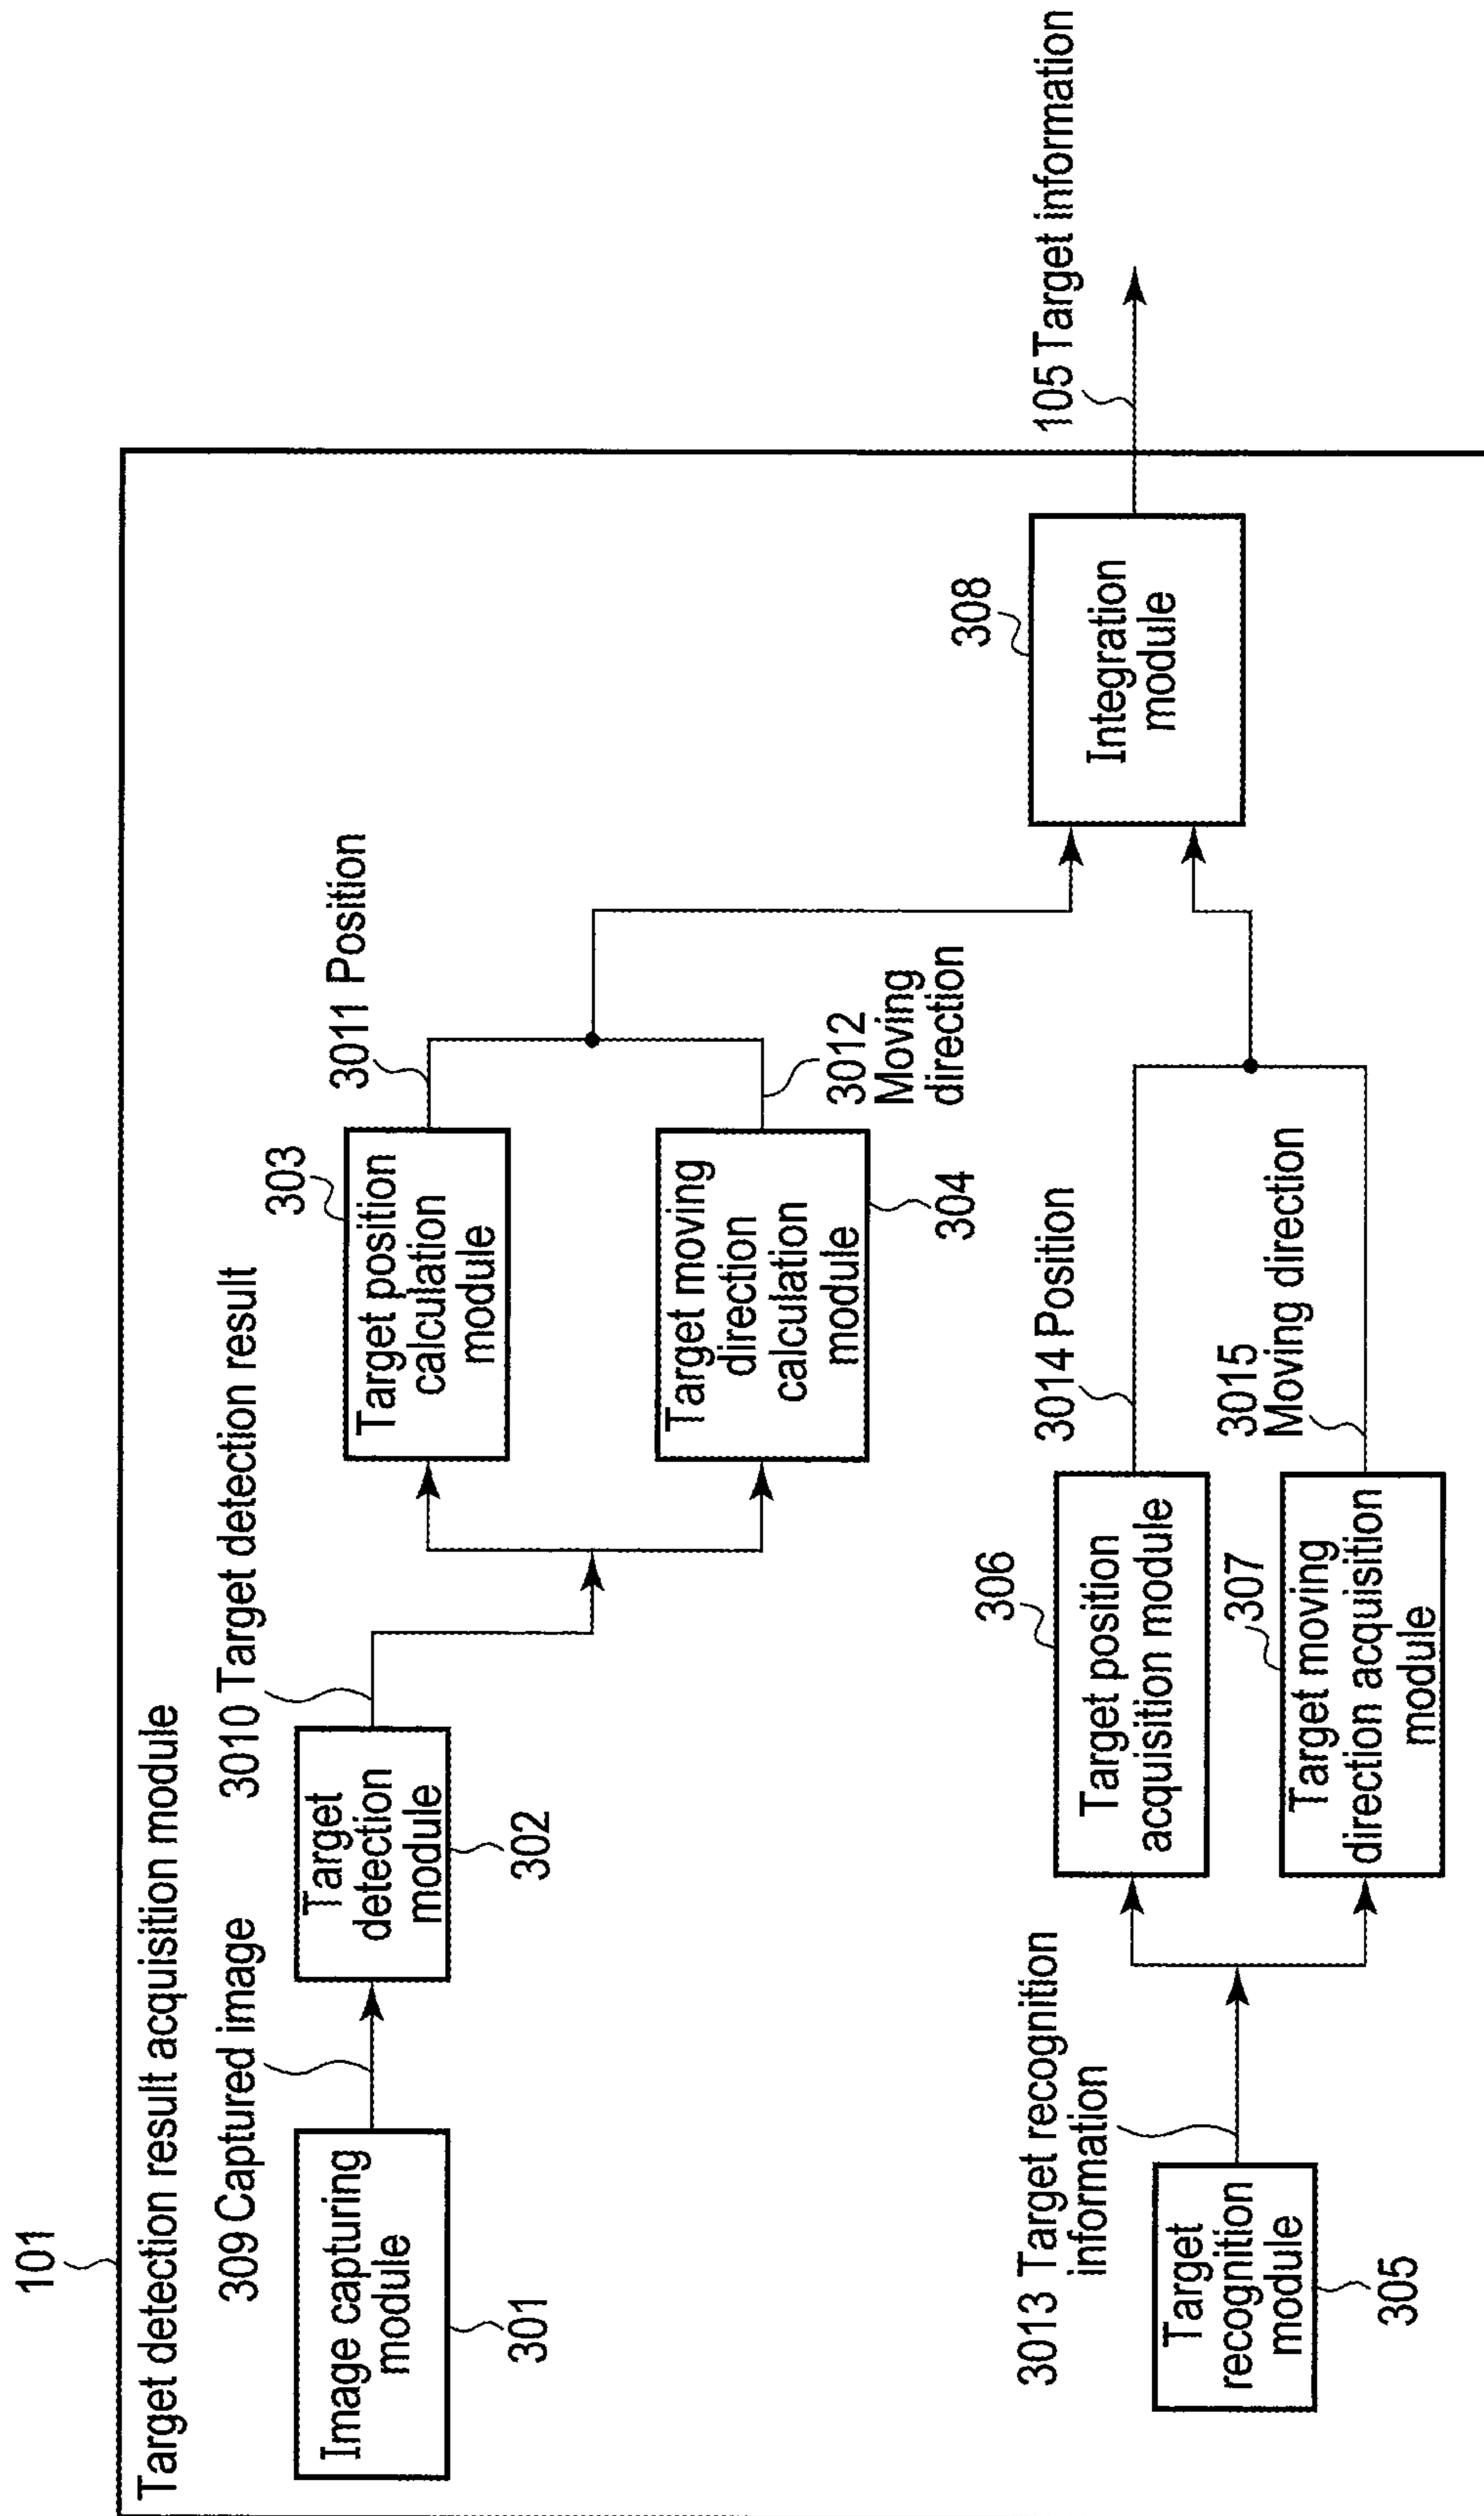 101
Target detection result acquisition module
309 Captured image
3010 Target detection result
Image capturing
module
301
Target
detection
module
302
303
Target position
calculation
module
3011 Position
Target moving
direction
calculation
module
304
3012
Moving
direction
3013 Target recognition
information
Target
recognition
module
305
306
Target position
acquisition module
3014 Position
307
Target moving
direction acquisition
module
3015
Moving direction
308
Integration
module
105 Target information